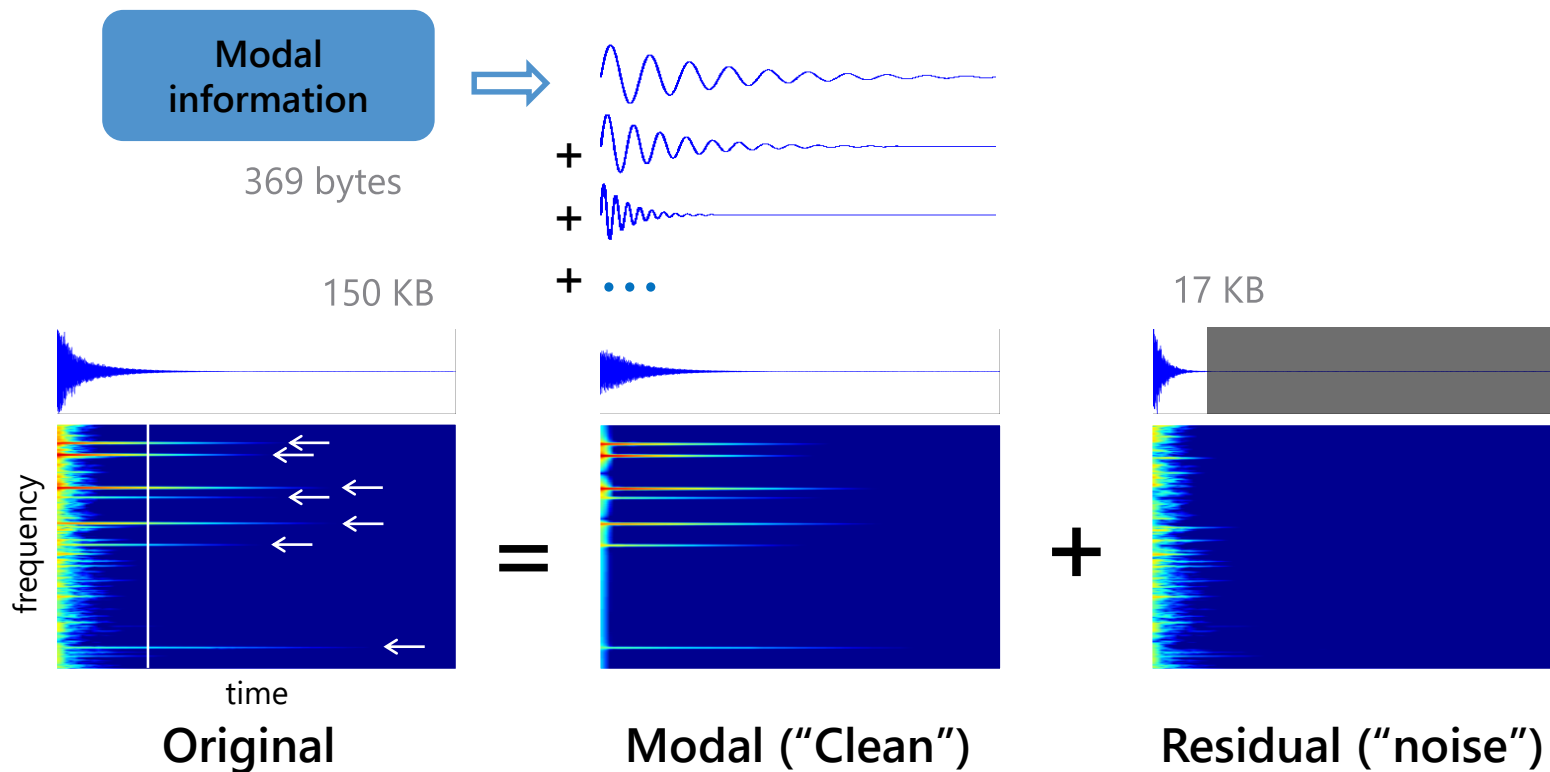 Modal
information
369 bytes
+
+
+ ...
150 KB
17 KB
frequency
=
+
time
Original
Modal (“Clean”)
Residual (“noise”)